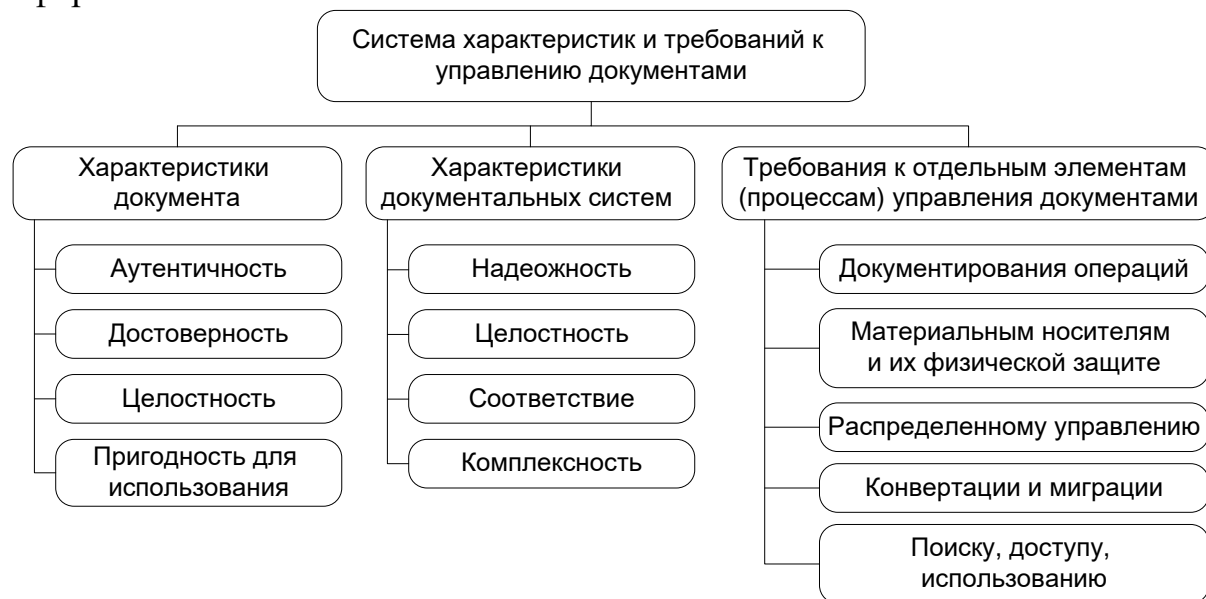 Система характеристик и требований к
управлению документами
Характеристики
документа
Аутентичность
Достоверность
Целостность
Пригодность для
использования
Характеристики
документальных систем
Надеожность
Целостность
Соответствие
Комплексность
Требования к отдельным элементам
(процессам) управления документами
Документирования операций
Материальным носителям
и их физической защите
Распределенному управлению
Конвертации и миграции
Поиску, доступу,
использованию